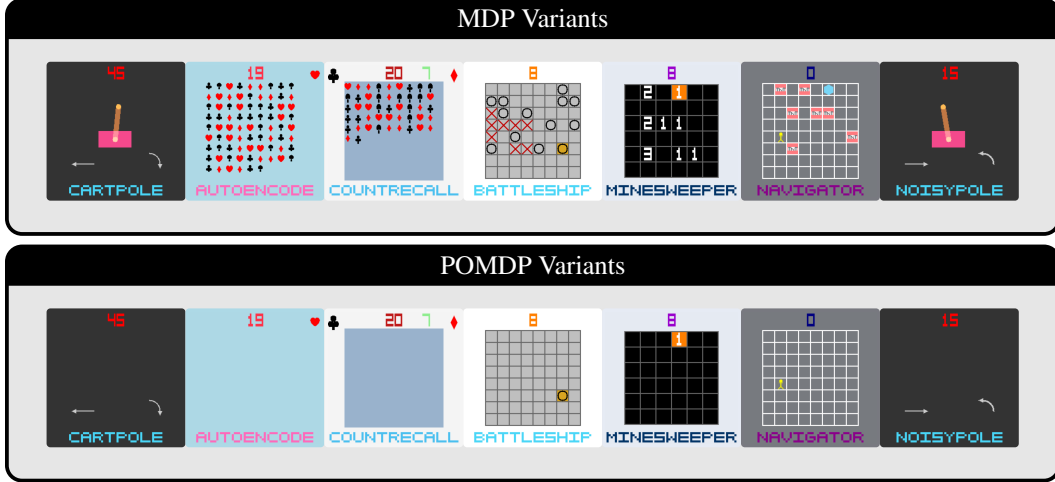 MDP Variants
45 19 20 7 8 8 0 15
2 1
2 1 1
3 1 1
CARTPOLE AUTOENCODE COUNTRECALL BATTLESHIP MINESWEEPER NAVIGATOR NOISYPOLE
POMDP Variants
45 19 20 7 8 8 0 15
1
CARTPOLE AUTOENCODE COUNTRECALL BATTLESHIP MINESWEEPER NAVIGATOR NOISYPOLE